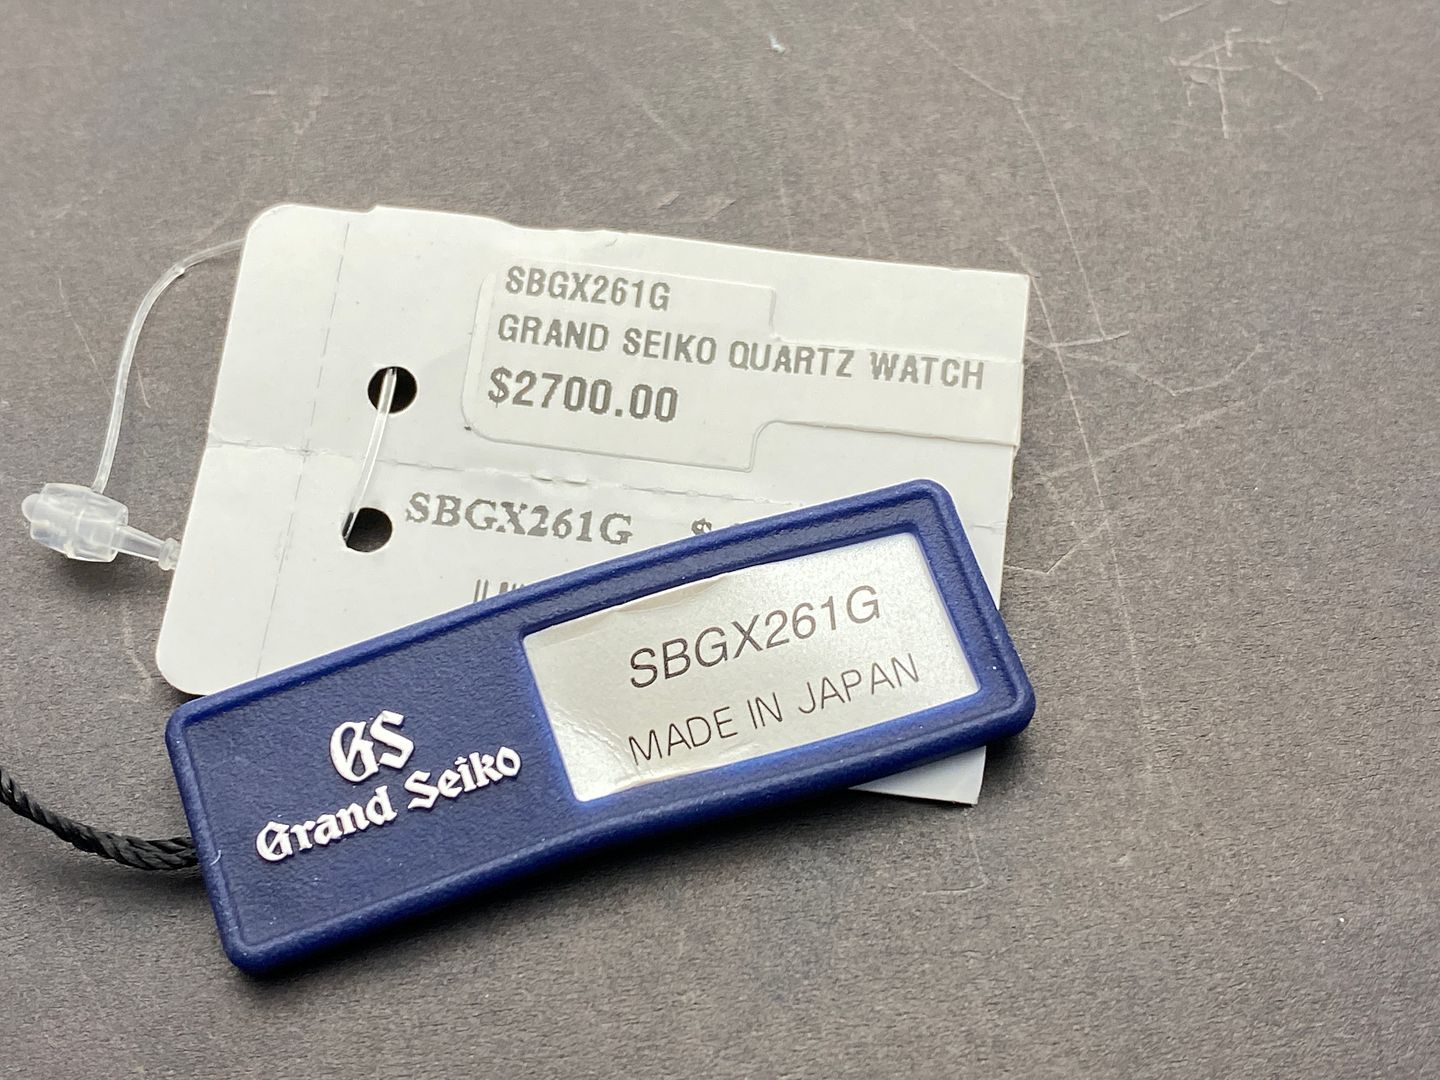 SBGX261G
GRAND SEIKO QUARTZ WATCH
$2700.00
SBGX261G $
SBGX261G
MADE IN JAPAN
GS
Grand Seiko